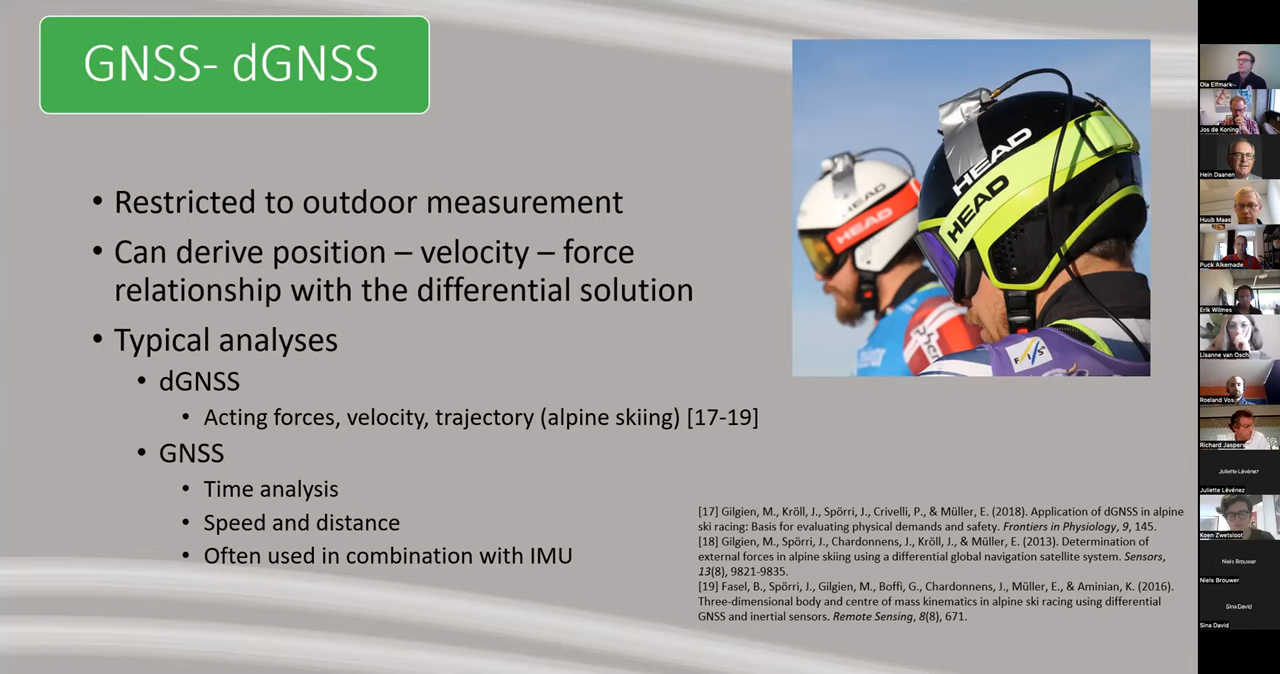 GNSS- dGNSS
• Restricted to outdoor measurement
• Can derive position – velocity – force
relationship with the differential solution
• Typical analyses
• dGNSS
• Acting forces, velocity, trajectory (alpine skiing) [17-19]
• GNSS
• Time analysis
• Speed and distance
• Often used in combination with IMU
HEAD
HEAD
HEAD
HEAD
F/I/S
[17] Gilgien, M., Kröll, J., Spörri, J., Crivelli, P., & Müller, E. (2018). Application of dGNSS in alpine
ski racing: Basis for evaluating physical demands and safety. Frontiers in Physiology, 9, 145.
[18] Gilgien, M., Spörri, J., Chardonnens, J., Kröll, J., & Müller, E. (2013). Determination of
external forces in alpine skiing using a differential global navigation satellite system. Sensors,
13(8), 9821-9835.
[19] Fasel, B., Spörri, J., Gilgien, M., Boffi, G., Chardonnens, J., Müller, E., & Aminian, K. (2016).
Three-dimensional body and centre of mass kinematics in alpine ski racing using differential
GNSS and inertial sensors. Remote Sensing, 8(8), 671.
Ola Elfmark
Jos de Koning
Hein Daanen
Huub Maas
Puck Alkemade
Erik Wilmes
Lisanne van Osch
Roeland Vos
Richard Jaspers
Juliette Lévénez
Juliette Lévénez
Koen Zwetsloot
Niels Brouwer
Niels Brouwer
Sina David
Sina David